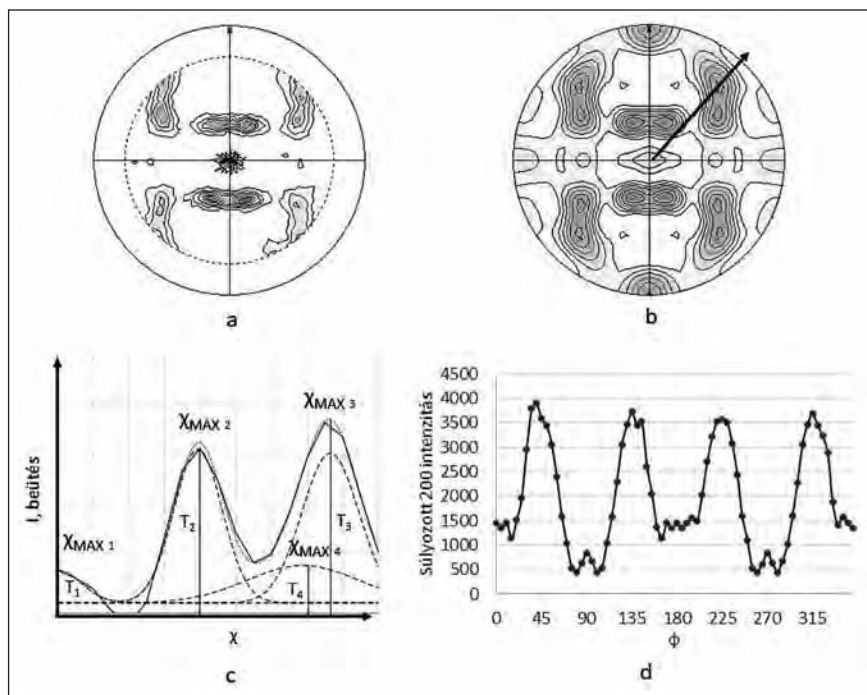 a
b
I, beütés
χMAX 1
χMAX 2
χMAX 3
χMAX 4
T1
T2
T3
T4
χ
c
Súlyozott 200 intenzitás
4500
4000
3500
3000
2500
2000
1500
1000
500
0
0 45 90 135 180 225 270 315
ϕ
d